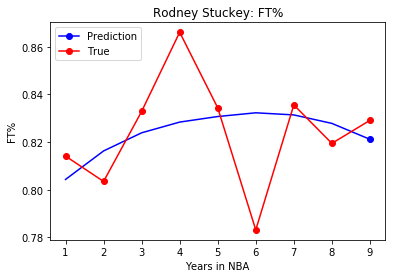 Rodney Stuckey: FT%
Prediction
True
FT%
0.86
0.84
0.82
0.80
0.78
1 2 3 4 5 6 7 8 9
Years in NBA